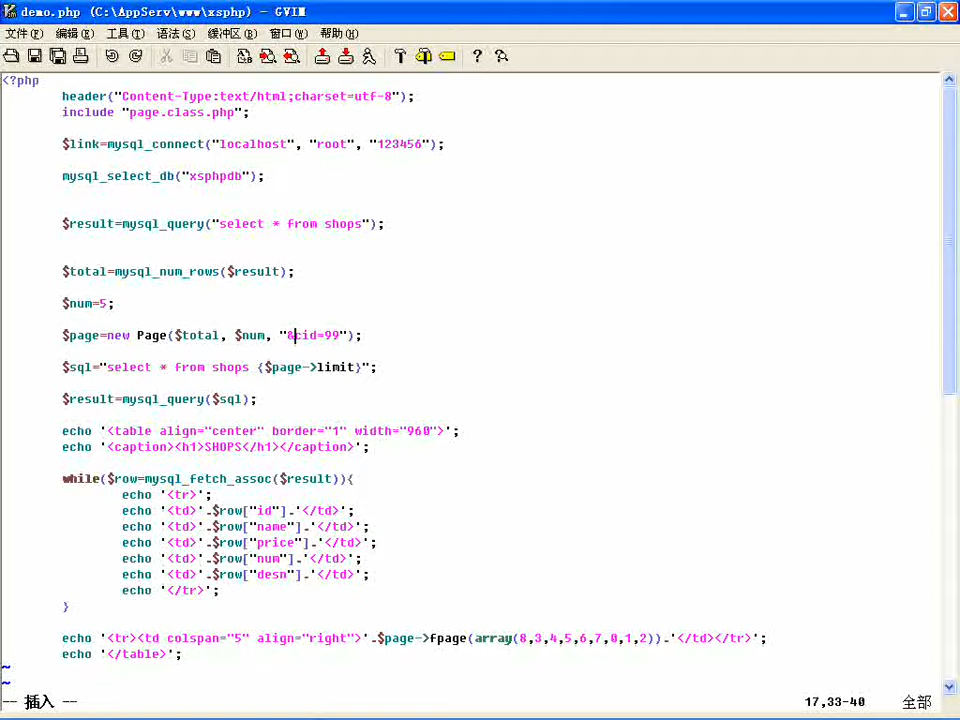 demo.php (C:\AppServ\www\xsphp) - GVIM
文件(F) 编辑(E) 工具(T) 语法(S) 缓冲区(B) 窗口(W) 帮助(H)
<?php
header("Content-Type:text/html;charset=utf-8");
include "page.class.php";
$link=mysql_connect("localhost", "root", "123456");
mysql_select_db("xsphpdb");
$result=mysql_query("select * from shops");
$total=mysql_num_rows($result);
$num=5;
$page=new Page($total, $num, "&cid=99");
$sql="select * from shops {$page->limit}";
$result=mysql_query($sql);
echo '<table align="center" border="1" width="960">';
echo '<caption><h1>SHOPS</h1></caption>';
while($row=mysql_fetch_assoc($result)){
echo '<tr>';
echo '<td>'.$row["id"].'</td>';
echo '<td>'.$row["name"].'</td>';
echo '<td>'.$row["price"].'</td>';
echo '<td>'.$row["num"].'</td>';
echo '<td>'.$row["desn"].'</td>';
echo '</tr>';
}
echo '<tr><td colspan="5" align="right">'.$page->fpage(array(8,3,4,5,6,7,0,1,2)).'</td></tr>';
echo '</table>';
~
~
-- 插入 -- 17,33-40 全部